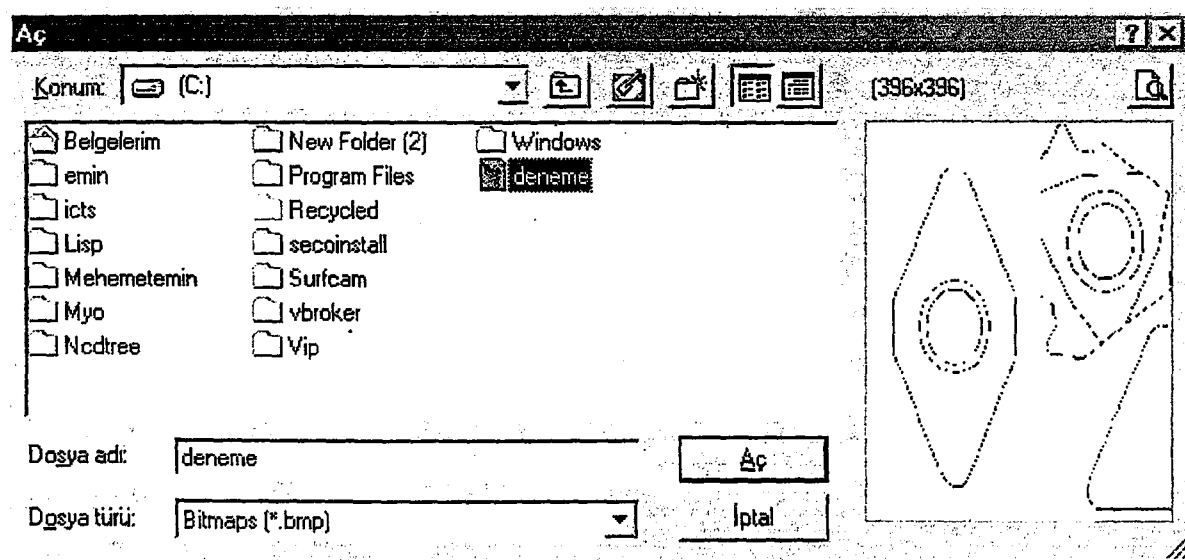 Aç
Konum: (C:) (396x396)
Belgelerim New Folder (2) Windows
emin Program Files deneme
icts Recycled
Lisp secoinstall
Mehemetemin Surfcam
Myo vbroker
Ncdtree Vip
Dosya adı: deneme Aç
Dosya türü: Bitmaps (*.bmp) İptal